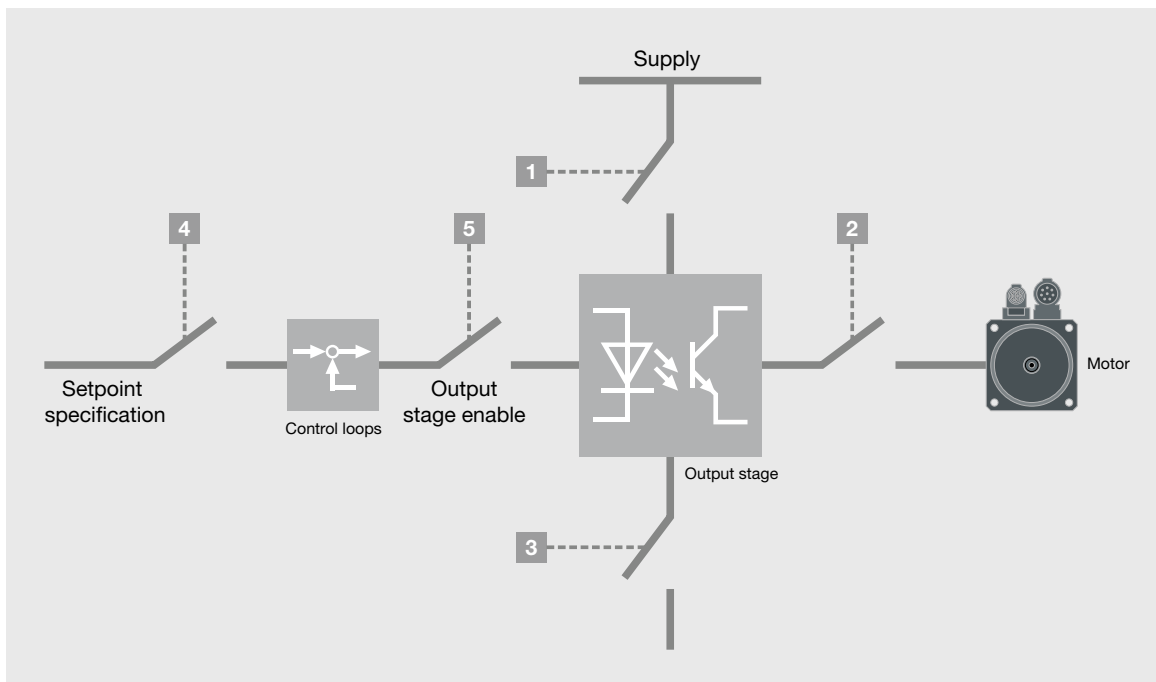 Supply
1
4
5
2
Setpoint
specification
Control loops
Output
stage enable
Motor
Output stage
3